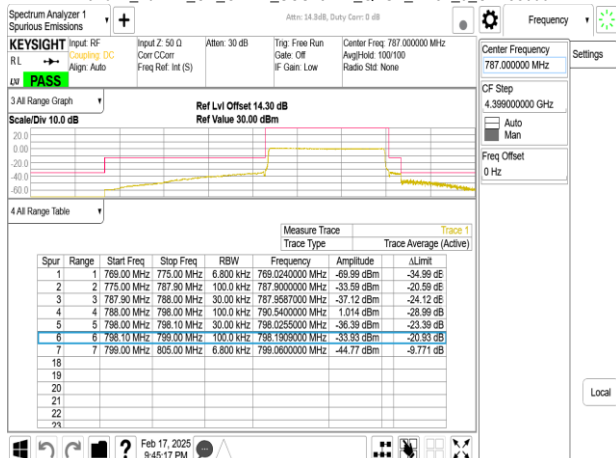 Spectrum Analyzer 1
Spurious Emissions
Attn: 14.3dB, Duty Corr: 0 dB
Frequency
KEYSIGHT
RL
LXI
PASS
Input: RF
Coupling: DC
Align: Auto
Input Z: 50 Ω
Corr CCorr
Freq Ref: Int (S)
Atten: 30 dB
Trig: Free Run
Gate: Off
IF Gain: Low
Center Freq: 787.000000 MHz
Avg|Hold: 100/100
Radio Std: None
Center Frequency
787.000000 MHz
Settings
CF Step
4.399000000 GHz
Auto
Man
Freq Offset
0 Hz
Local
3 All Range Graph
Scale/Div 10.0 dB
Ref Lvl Offset 14.30 dB
Ref Value 30.00 dBm
20.0
0.00
-20.0
-40.0
-60.0
4 All Range Table
Measure Trace Trace 1
Trace Type Trace Average (Active)
Spur Range Start Freq Stop Freq RBW Frequency Amplitude ΔLimit
1 1 769.00 MHz 775.00 MHz 6.800 kHz 769.0240000 MHz -69.99 dBm -34.99 dB
2 2 775.00 MHz 787.90 MHz 100.0 kHz 787.9000000 MHz -33.59 dBm -20.59 dB
3 3 787.90 MHz 788.00 MHz 30.00 kHz 787.9587000 MHz -37.12 dBm -24.12 dB
4 4 788.00 MHz 798.00 MHz 100.0 kHz 790.5400000 MHz 1.014 dBm -28.99 dB
5 5 798.00 MHz 798.10 MHz 30.00 kHz 798.0255000 MHz -36.39 dBm -23.39 dB
6 6 798.10 MHz 799.00 MHz 100.0 kHz 798.1909000 MHz -33.93 dBm -20.93 dB
7 7 799.00 MHz 805.00 MHz 6.800 kHz 799.0600000 MHz -44.77 dBm -9.771 dB
18
19
20
21
22
23
?
Feb 17, 2025
9:45:17 PM